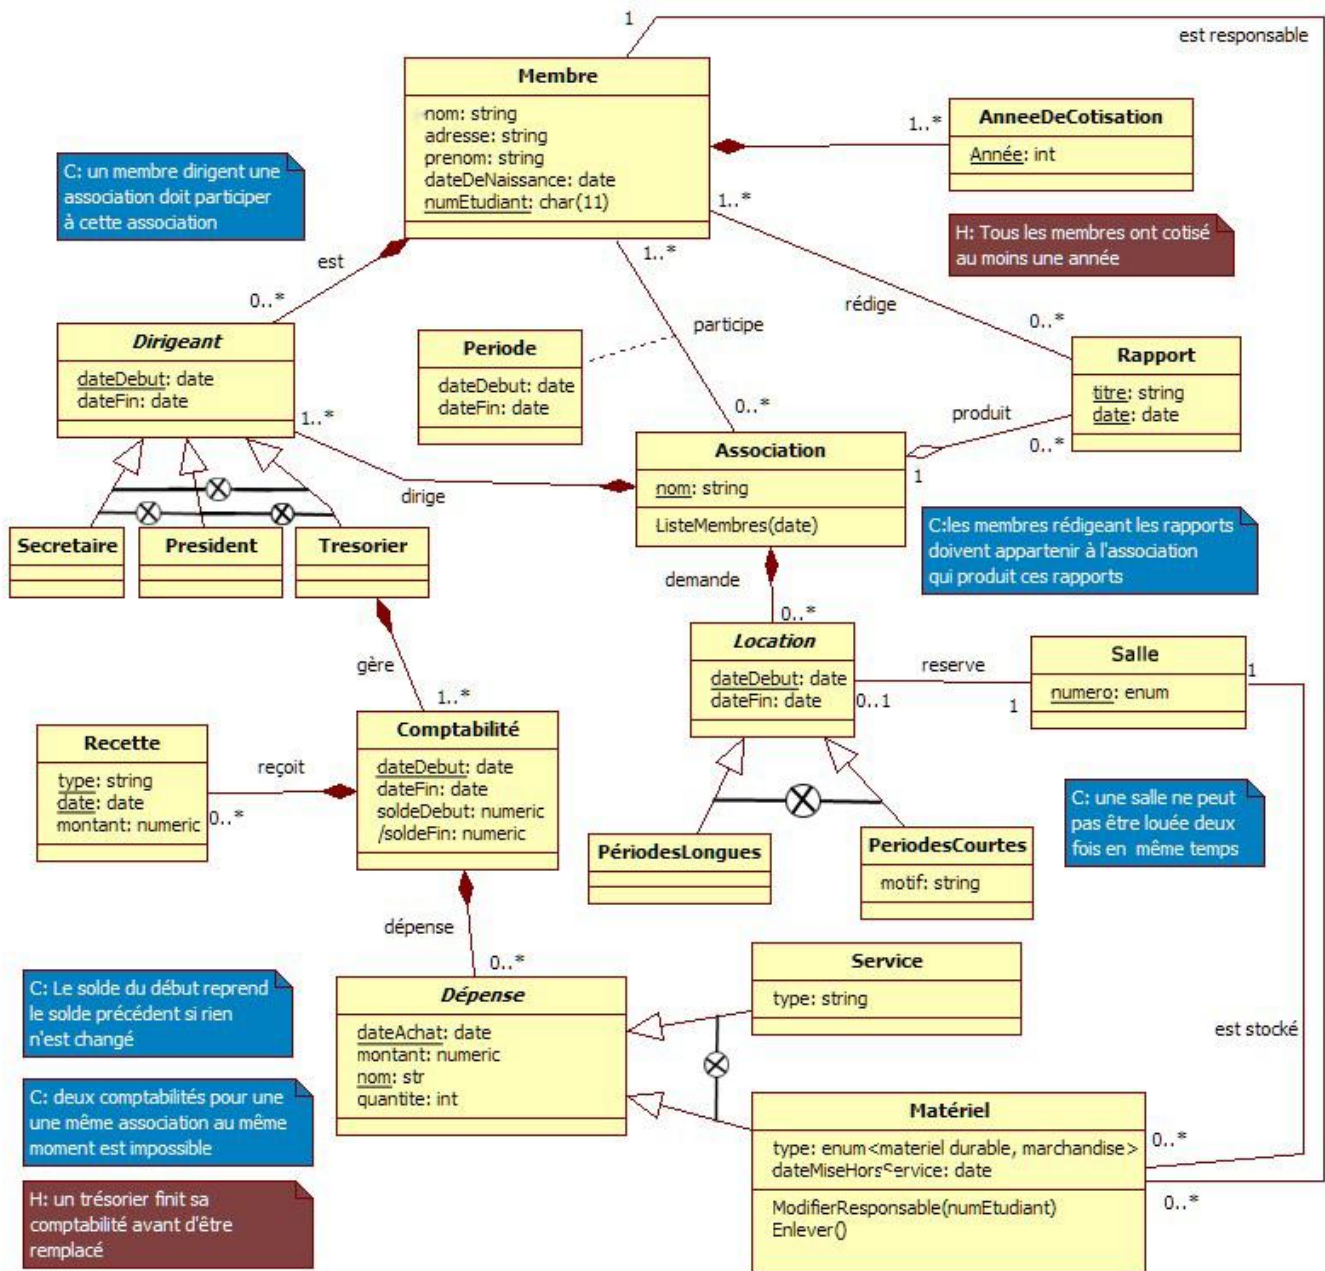 1
est responsable
Membre
nom: string
adresse: string
prenom: string
dateDeNaissance: date
numEtudiant: char(11)
1..*
AnneeDeCotisation
Année: int
C: un membre dirigent une
association doit participer
à cette association
H: Tous les membres ont cotisé
au moins une année
est
0..*
1..*
1..*
rédige
0..*
participe
Dirigeant
dateDebut: date
dateFin: date
1..*
Periode
dateDebut: date
dateFin: date
0..*
Rapport
titre: string
date: date
produit
0..*
1
Association
nom: string
ListeMembres(date)
dirige
Secretaire
President
Tresorier
C:les membres rédigeant les rapports
doivent appartenir à l'association
qui produit ces rapports
demande
0..*
Location
dateDebut: date
dateFin: date
reserve
0..1
1
Salle
numero: enum
1
gère
1..*
Recette
type: string
date: date
montant: numeric
reçoit
0..*
Comptabilité
dateDebut: date
dateFin: date
soldeDebut: numeric
/soldeFin: numeric
C: une salle ne peut
pas être louée deux
fois en même temps
PériodesLongues
PeriodesCourtes
motif: string
dépense
0..*
Service
type: string
C: Le solde du début reprend
le solde précédent si rien
n'est changé
Dépense
dateAchat: date
montant: numeric
nom: str
quantite: int
est stocké
C: deux comptabilités pour une
une même association au même
moment est impossible
Matériel
type: enum<materiel durable, marchandise>
dateMiseHorsService: date
ModifierResponsable(numEtudiant)
Enlever()
0..*
0..*
H: un trésorier finit sa
comptabilité avant d'être
remplacé